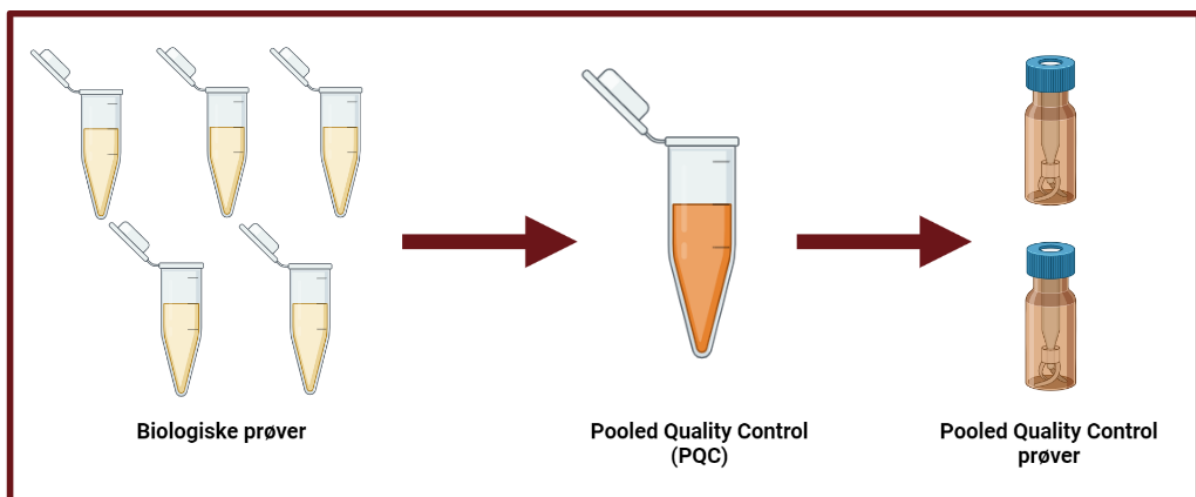 Biologiske prøver
Pooled Quality Control
(PQC)
Pooled Quality Control
prøver